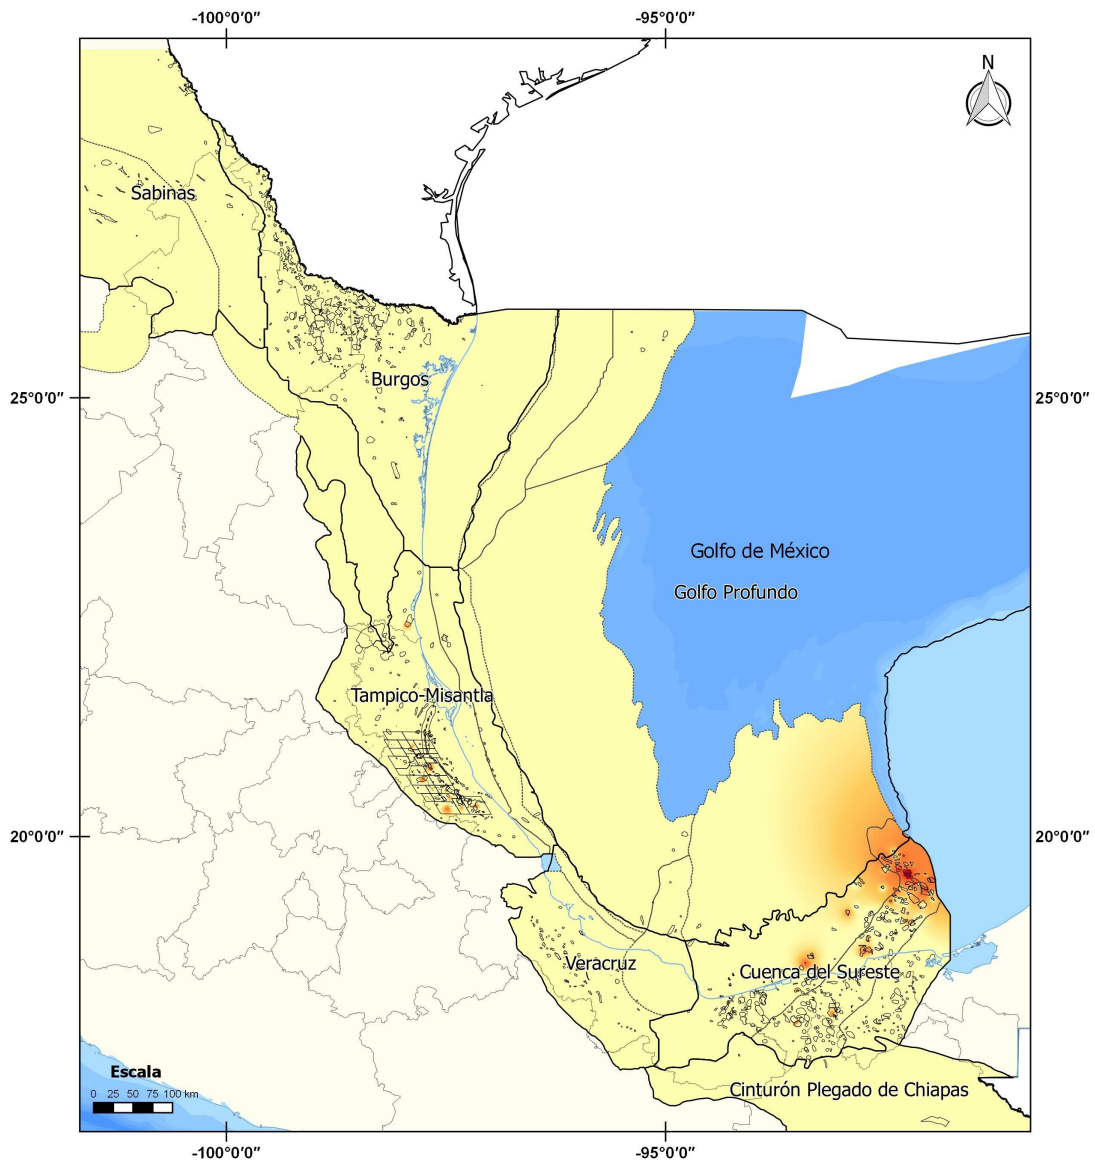 -100°0′0″
-95°0′0″
N
Sabinas
Burgos
25°0′0″
25°0′0″
Golfo de México
Golfo Profundo
Tampico-Misantla
20°0′0″
20°0′0″
Veracruz
Cuenca del Sureste
Escala
0 25 50 75 100 km
Cinturón Plegado de Chiapas
-100°0′0″
-95°0′0″